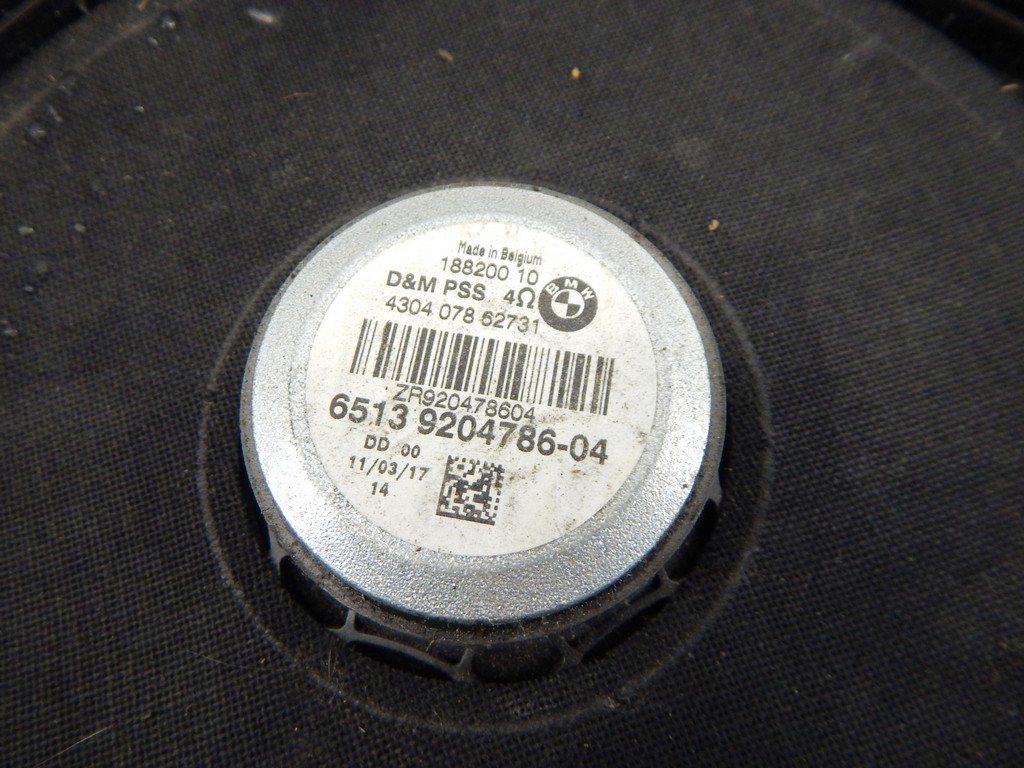 Made in Belgium
188200 10
D&M PSS 4Ω
BMW
4304 078 62731
ZR920478604
6513 9204786-04
DD 00
11/03/17
14